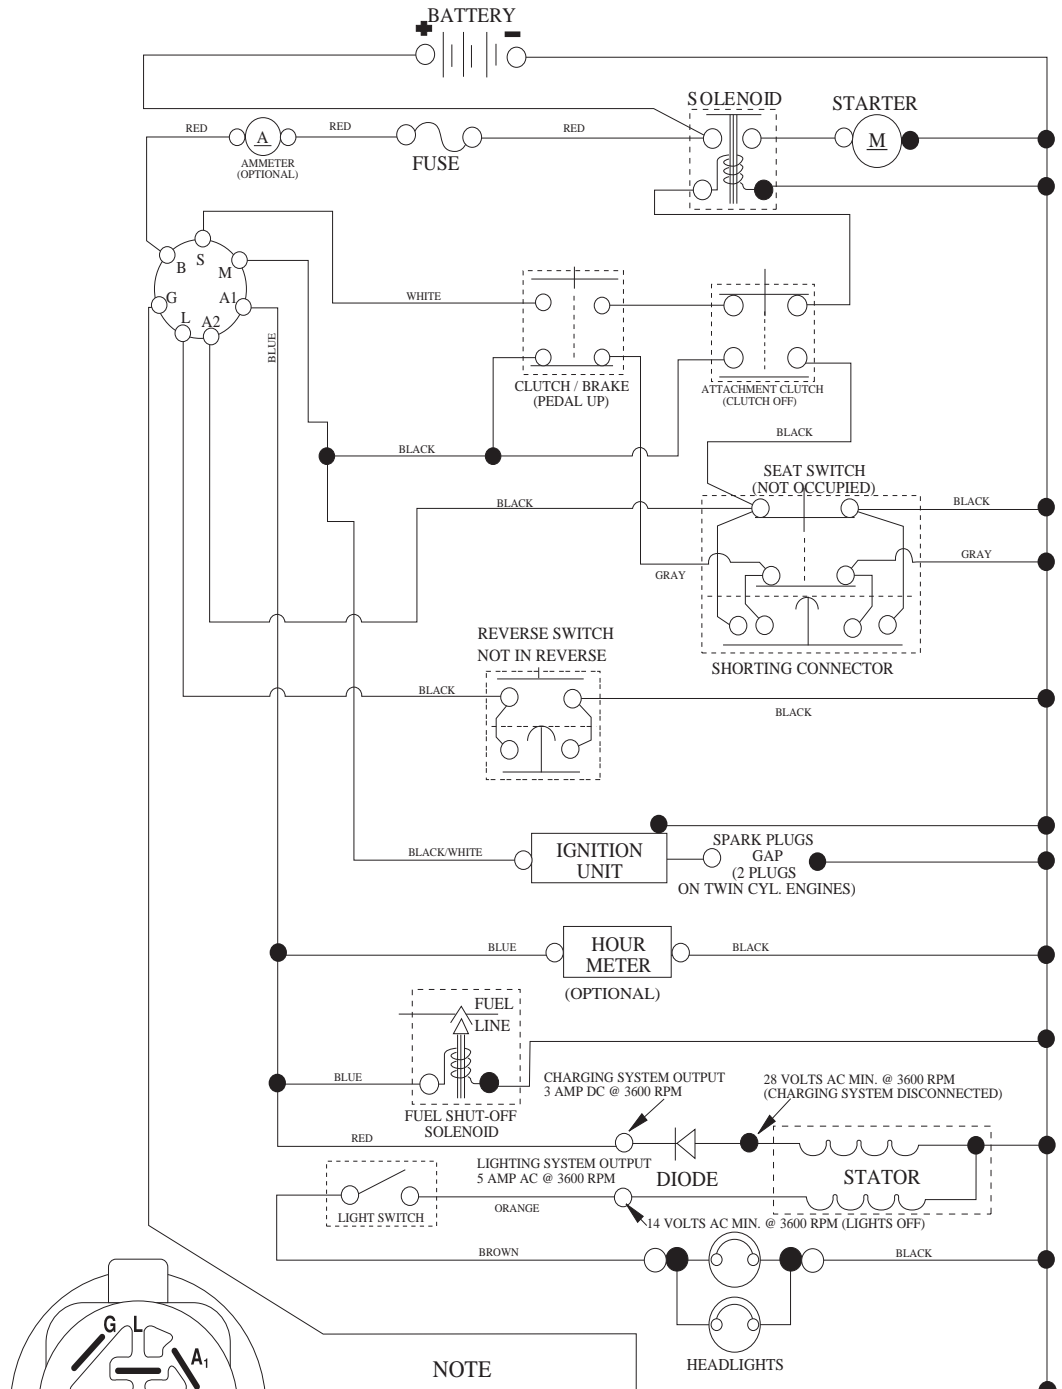 BATTERY
SOLENOID
STARTER
RED
RED
RED
A
M
AMMETER
(OPTIONAL)
FUSE
B
S
M
G
A1
L
A2
BLUE
WHITE
CLUTCH / BRAKE
(PEDAL UP)
ATTACHMENT CLUTCH
(CLUTCH OFF)
BLACK
BLACK
SEAT SWITCH
(NOT OCCUPIED)
BLACK
BLACK
GRAY
GRAY
SHORTING CONNECTOR
REVERSE SWITCH
NOT IN REVERSE
BLACK
BLACK
BLACK/WHITE
IGNITION
UNIT
SPARK PLUGS
GAP
(2 PLUGS
ON TWIN CYL. ENGINES)
BLUE
HOUR
METER
BLACK
(OPTIONAL)
FUEL
LINE
BLUE
FUEL SHUT-OFF
SOLENOID
CHARGING SYSTEM OUTPUT
3 AMP DC @ 3600 RPM
28 VOLTS AC MIN. @ 3600 RPM
(CHARGING SYSTEM DISCONNECTED)
RED
DIODE
STATOR
LIGHTING SYSTEM OUTPUT
5 AMP AC @ 3600 RPM
LIGHT SWITCH
ORANGE
14 VOLTS AC MIN. @ 3600 RPM (LIGHTS OFF)
BROWN
BLACK
HEADLIGHTS
G L
A1
NOTE